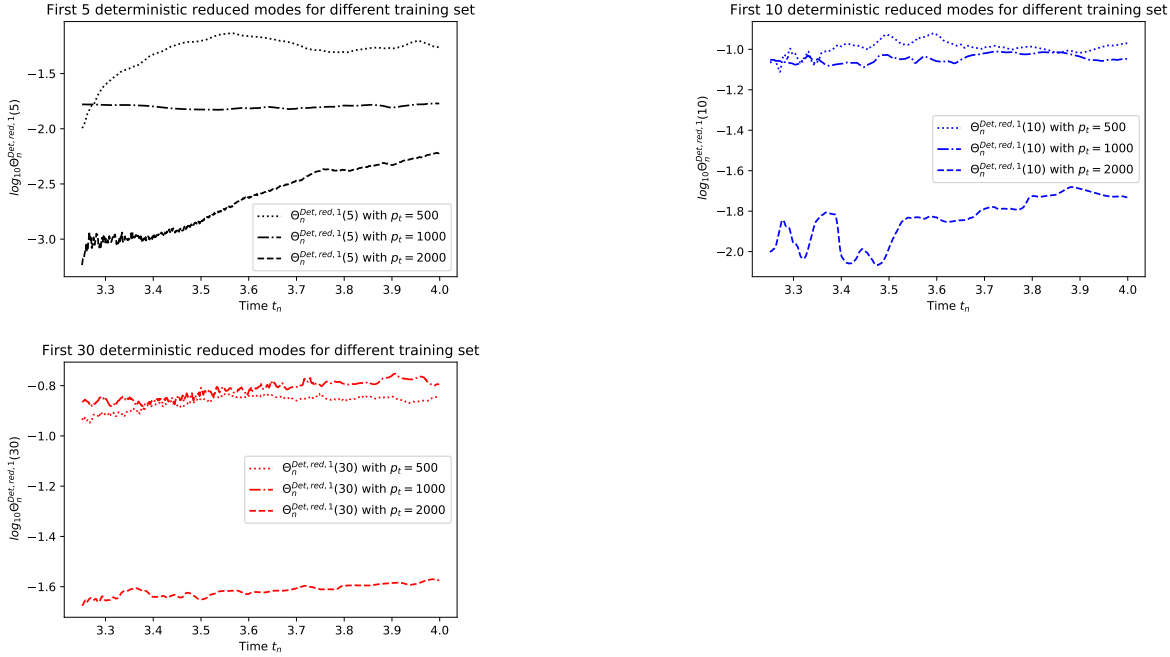 First 5 deterministic reduced modes for different training set
−1.5
−2.0
−2.5
−3.0
log₁₀Θₙ^{Det, red, 1}(5)
Θₙ^{Det, red, 1}(5) with pₜ = 500
Θₙ^{Det, red, 1}(5) with pₜ = 1000
Θₙ^{Det, red, 1}(5) with pₜ = 2000
3.3 3.4 3.5 3.6 3.7 3.8 3.9 4.0
Time tₙ
First 10 deterministic reduced modes for different training set
−1.0
−1.2
−1.4
−1.6
−1.8
−2.0
log₁₀Θₙ^{Det, red, 1}(10)
Θₙ^{Det, red, 1}(10) with pₜ = 500
Θₙ^{Det, red, 1}(10) with pₜ = 1000
Θₙ^{Det, red, 1}(10) with pₜ = 2000
3.3 3.4 3.5 3.6 3.7 3.8 3.9 4.0
Time tₙ
First 30 deterministic reduced modes for different training set
−0.8
−1.0
−1.2
−1.4
−1.6
log₁₀Θₙ^{Det, red, 1}(30)
Θₙ^{Det, red, 1}(30) with pₜ = 500
Θₙ^{Det, red, 1}(30) with pₜ = 1000
Θₙ^{Det, red, 1}(30) with pₜ = 2000
3.3 3.4 3.5 3.6 3.7 3.8 3.9 4.0
Time tₙ